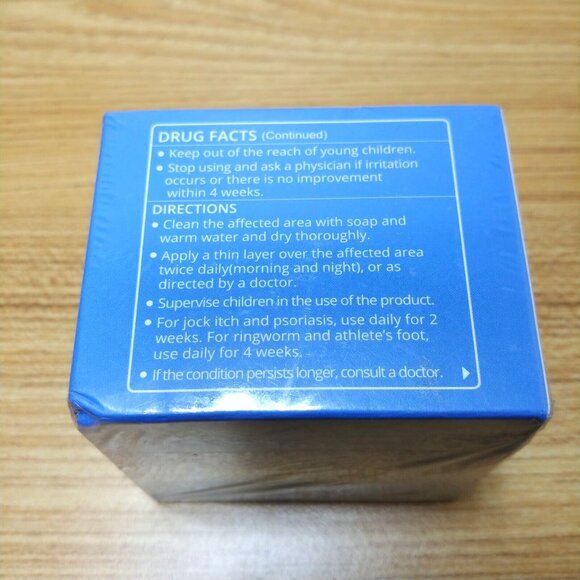 DRUG FACTS (Continued)
• Keep out of the reach of young children.
• Stop using and ask a physician if irritation
occurs or there is no improvement
within 4 weeks.
DIRECTIONS
• Clean the affected area with soap and
warm water and dry thoroughly.
• Apply a thin layer over the affected area
twice daily(morning and night), or as
directed by a doctor.
• Supervise children in the use of the product.
• For jock itch and psoriasis, use daily for 2
weeks. For ringworm and athlete's foot,
use daily for 4 weeks.
• If the condition persists longer, consult a doctor.